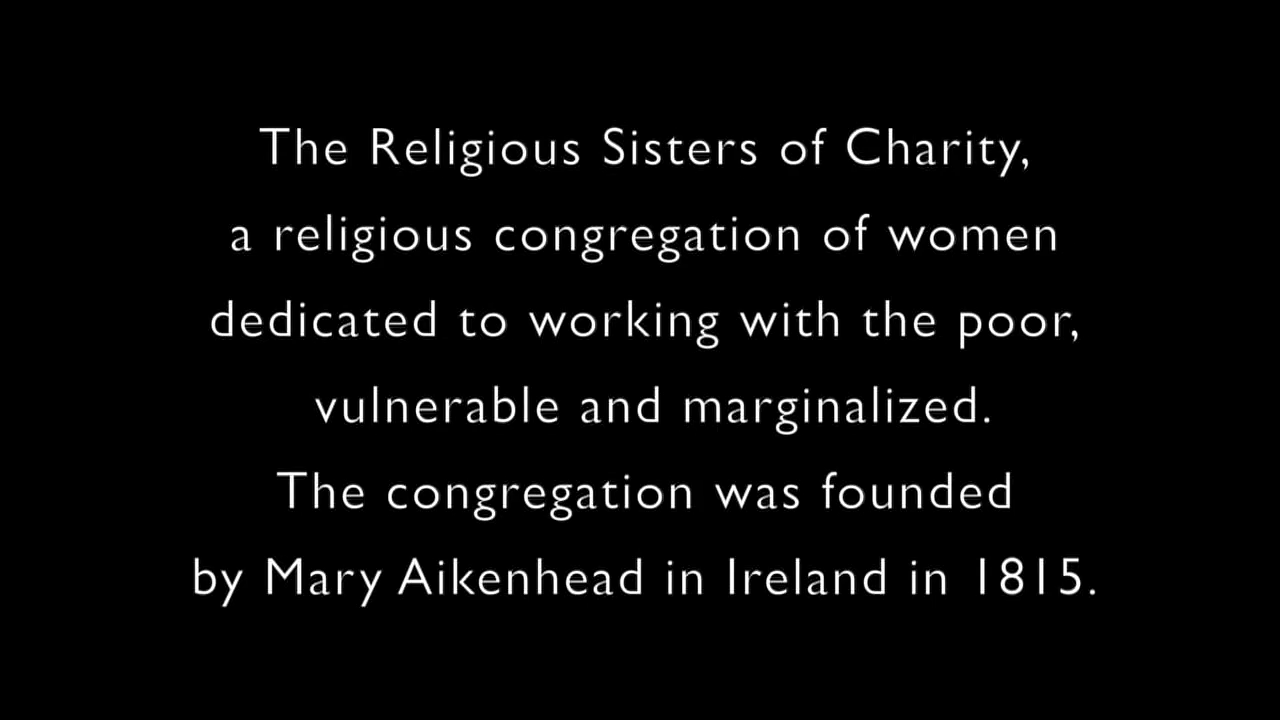 The Religious Sisters of Charity,
a religious congregation of women
dedicated to working with the poor,
vulnerable and marginalized.
The congregation was founded
by Mary Aikenhead in Ireland in 1815.